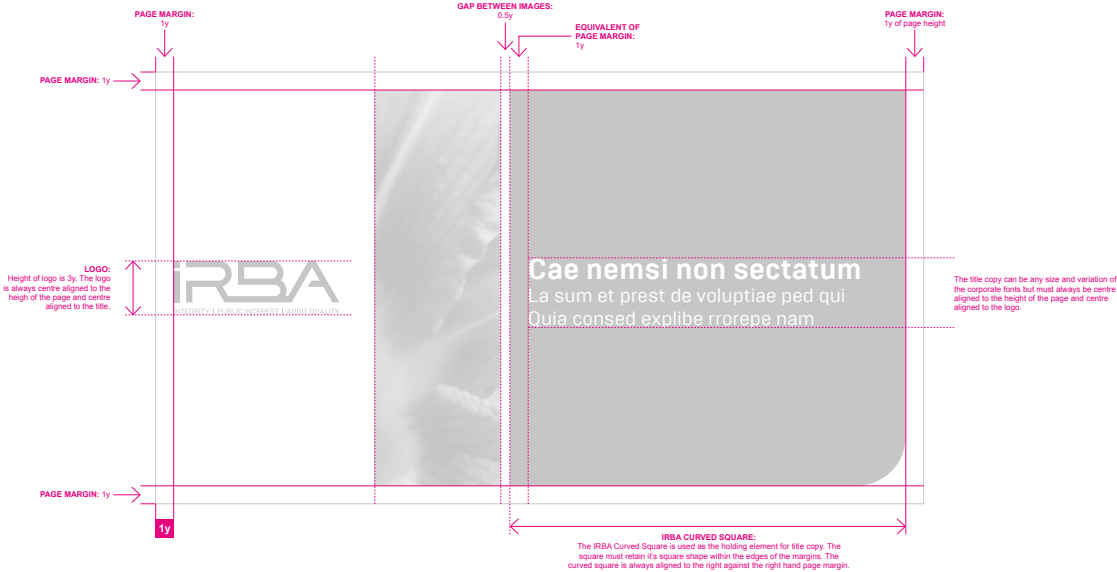 GAP BETWEEN IMAGES:
0.5y
PAGE MARGIN:
1y
EQUIVALENT OF
PAGE MARGIN:
1y
PAGE MARGIN:
1y of page height
PAGE MARGIN: 1y
LOGO:
Height of logo is 3y. The logo
is always centre aligned to the
heigh of the page and centre
aligned to the title.
iRBA
INTEGRITY | PUBLIC INTEREST | AUDIT QUALITY
Cae nemsi non sectatum
La sum et prest de voluptiae ped qui
Quia consed explibe rrorepe nam
The title copy can be any size and variation of
the corporate fonts but must always be centre
aligned to the height of the page and centre
aligned to the logo.
PAGE MARGIN: 1y
1y
IRBA CURVED SQUARE:
The IRBA Curved Square is used as the holding element for title copy. The
square must retain it's square shape within the edges of the margins. The
curved square is always aligned to the right against the right hand page margin.